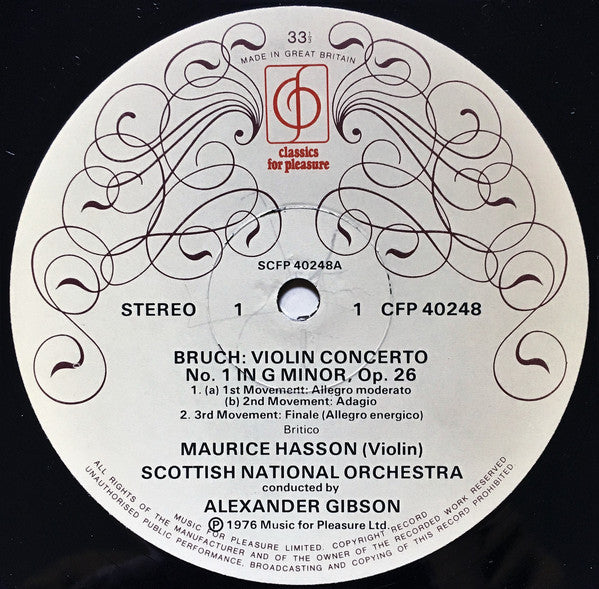 33⅓
MADE IN GREAT BRITAIN
classics
for pleasure
SCFP 40248A
STEREO 1 1 CFP 40248
BRUCH: VIOLIN CONCERTO
No. 1 IN G MINOR, Op. 26
1. (a) 1st Movement: Allegro moderato
(b) 2nd Movement: Adagio
2. 3rd Movement: Finale (Allegro energico)
Britico
MAURICE HASSON (Violin)
SCOTTISH NATIONAL ORCHESTRA
conducted by
ALEXANDER GIBSON
℗ 1976 Music for Pleasure Ltd.
MUSIC FOR PLEASURE LIMITED. COPYRIGHT RECORD
ALL RIGHTS OF THE MANUFACTURER AND OF THE OWNER OF THE RECORDED WORK RESERVED
UNAUTHORISED PUBLIC PERFORMANCE, BROADCASTING AND COPYING OF THIS RECORD PROHIBITED